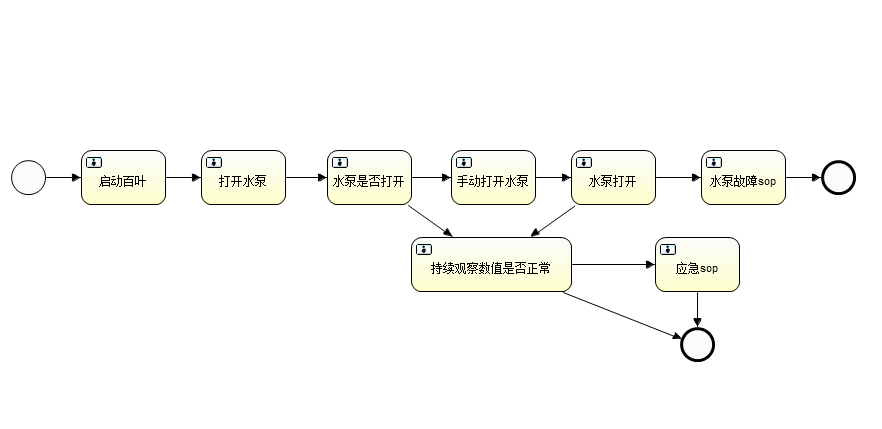 启动百叶
打开水泵
水泵是否打开
手动打开水泵
水泵打开
水泵故障sop
持续观察数值是否正常
应急sop